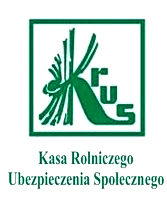 Krus
Kasa Rolniczego
Ubezpieczenia Społecznego